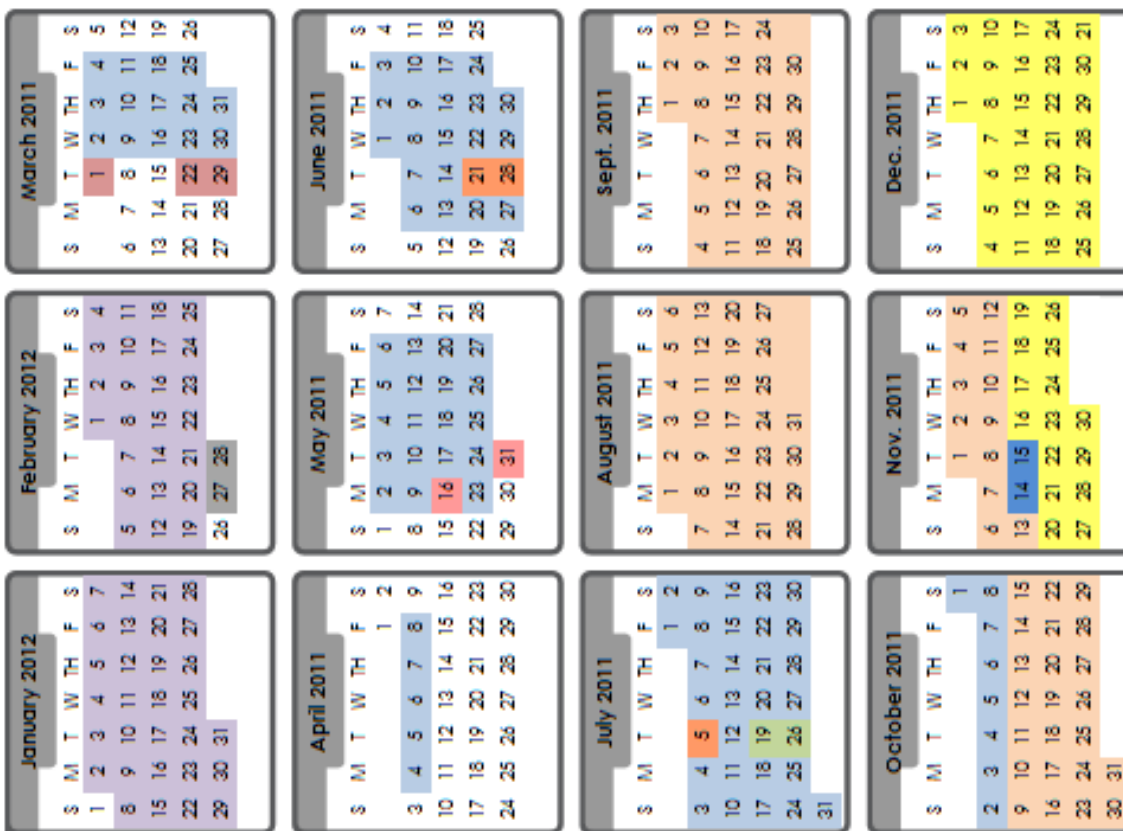 January 2012
S M T W TH F S
1 2 3 4 5 6 7
8 9 10 11 12 13 14
15 16 17 18 19 20 21
22 23 24 25 26 27 28
29 30 31
February 2012
S M T W TH F S
1 2 3 4
5 6 7 8 9 10 11
12 13 14 15 16 17 18
19 20 21 22 23 24 25
26 27 28
March 2011
S M T W TH F S
1 2 3 4 5
6 7 8 9 10 11 12
13 14 15 16 17 18 19
20 21 22 23 24 25 26
27 28 29 30 31
April 2011
S M T W TH F S
1 2
3 4 5 6 7 8 9
10 11 12 13 14 15 16
17 18 19 20 21 22 23
24 25 26 27 28 29 30
May 2011
S M T W TH F S
1 2 3 4 5 6 7
8 9 10 11 12 13 14
15 16 17 18 19 20 21
22 23 24 25 26 27 28
29 30 31
June 2011
S M T W TH F S
1 2 3 4
5 6 7 8 9 10 11
12 13 14 15 16 17 18
19 20 21 22 23 24 25
26 27 28 29 30
July 2011
S M T W TH F S
1 2
3 4 5 6 7 8 9
10 11 12 13 14 15 16
17 18 19 20 21 22 23
24 25 26 27 28 29 30
31
August 2011
S M T W TH F S
1 2 3 4 5 6
7 8 9 10 11 12 13
14 15 16 17 18 19 20
21 22 23 24 25 26 27
28 29 30 31
Sept. 2011
S M T W TH F S
1 2 3
4 5 6 7 8 9 10
11 12 13 14 15 16 17
18 19 20 21 22 23 24
25 26 27 28 29 30
October 2011
S M T W TH F S
1
2 3 4 5 6 7 8
9 10 11 12 13 14 15
16 17 18 19 20 21 22
23 24 25 26 27 28 29
30 31
Nov. 2011
S M T W TH F S
1 2 3 4 5
6 7 8 9 10 11 12
13 14 15 16 17 18 19
20 21 22 23 24 25 26
27 28 29 30
Dec. 2011
S M T W TH F S
1 2 3
4 5 6 7 8 9 10
11 12 13 14 15 16 17
18 19 20 21 22 23 24
25 26 27 28 29 30 21